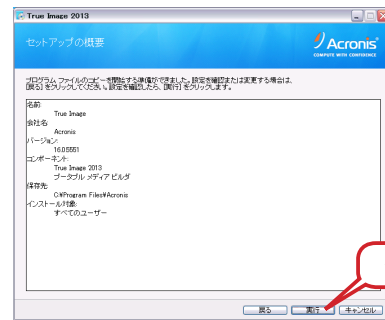 True Image 2013
セットアップの概要
Acronis
COMPUTE WITH CONFIDENCE
プログラム ファイルのコピーを開始する準備ができました。設定を確認または変更する場合は、
[戻る] をクリックしてください。設定を確認したら、[実行] をクリックします。
名前
True Image
会社名
Acronis
バージョン:
16.0.5551
コンポーネント:
True Image 2013
ブータブル メディア ビルダ
保存先:
C:¥Program Files¥Acronis
インストール対象:
すべてのユーザー
戻る 実行 キャンセル